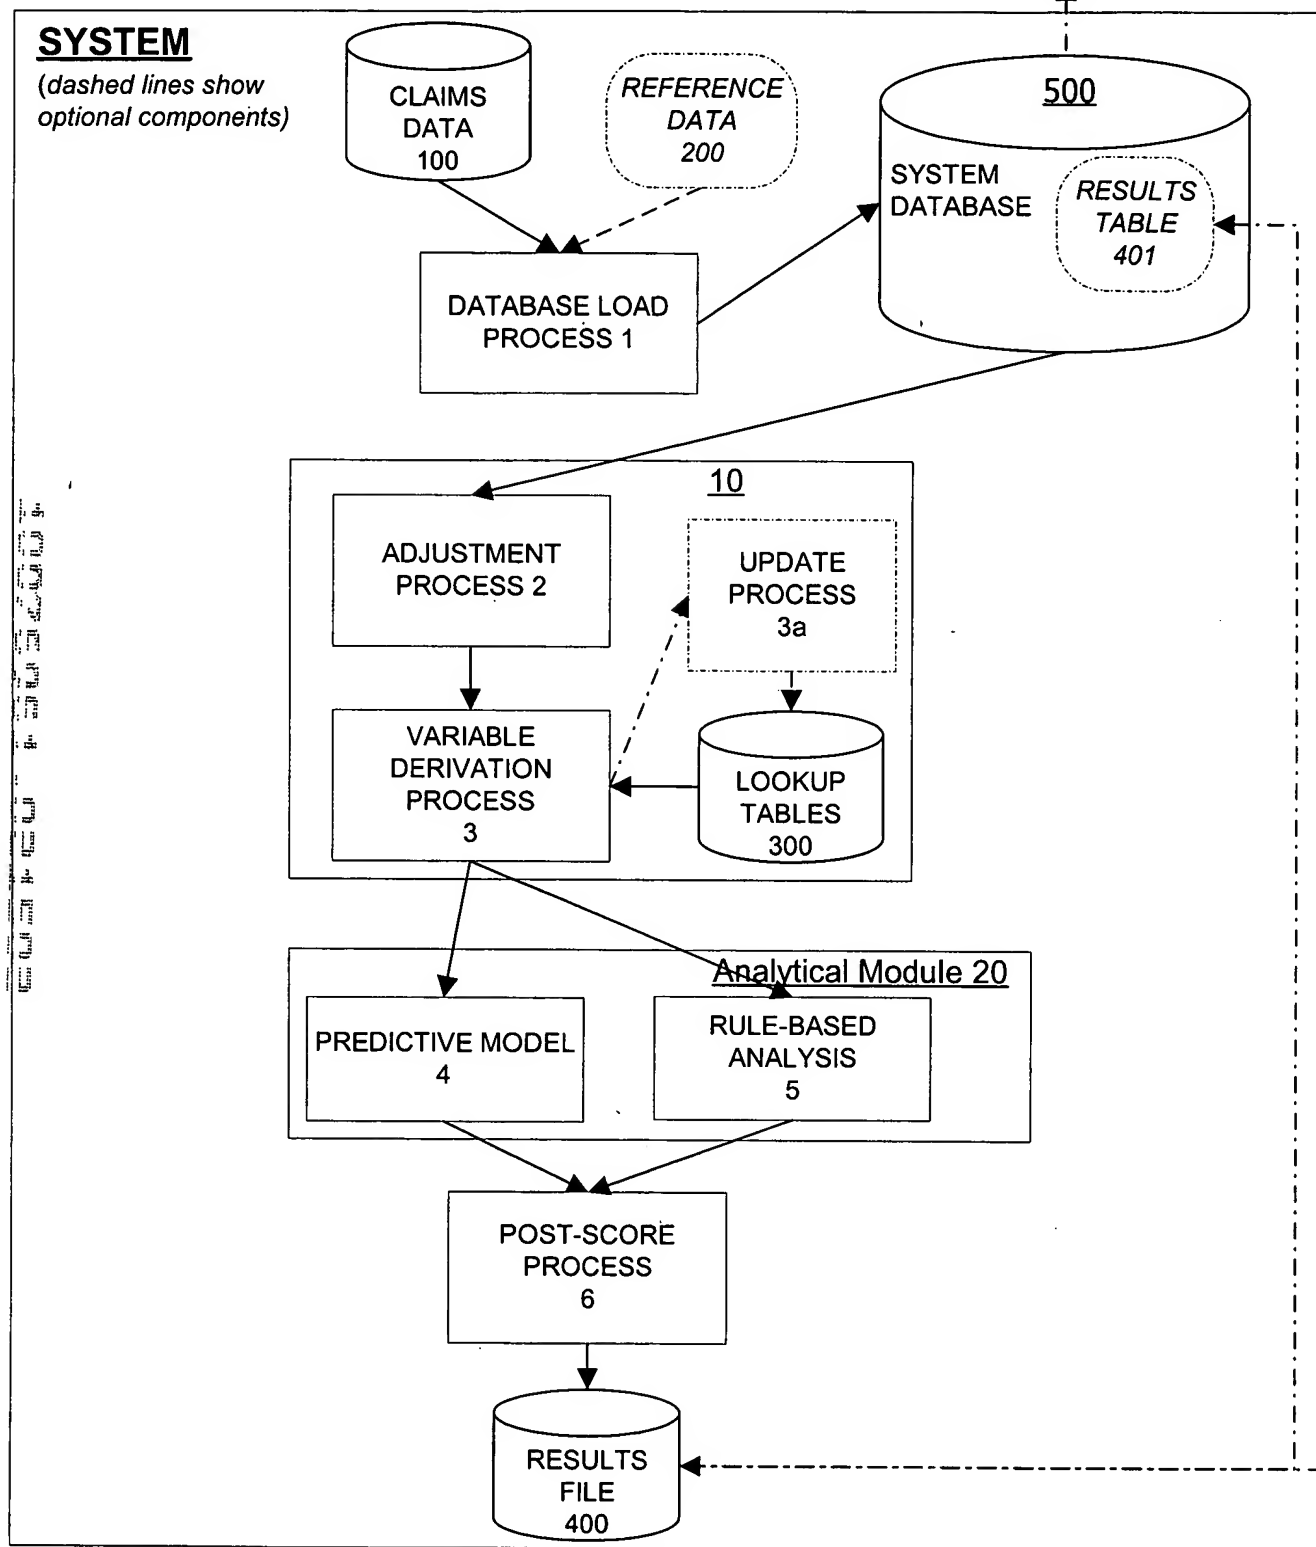 SYSTEM
(dashed lines show
optional components)
CLAIMS
DATA
100
REFERENCE
DATA
200
500
SYSTEM
DATABASE
RESULTS
TABLE
401
DATABASE LOAD
PROCESS 1
10
ADJUSTMENT
PROCESS 2
UPDATE
PROCESS
3a
VARIABLE
DERIVATION
PROCESS
3
LOOKUP
TABLES
300
Analytical Module 20
PREDICTIVE MODEL
4
RULE-BASED
ANALYSIS
5
POST-SCORE
PROCESS
6
RESULTS
FILE
400